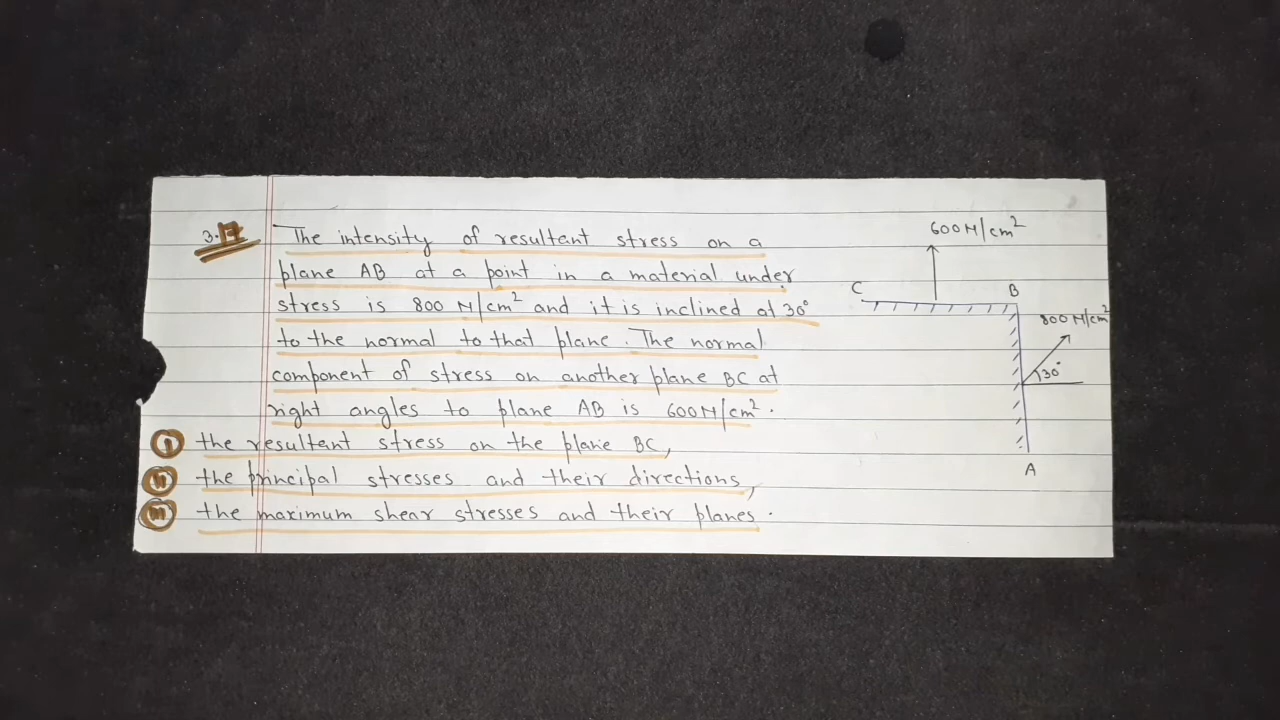 3.17 The intensity of resultant stress on a
plane AB at a point in a material under
stress is 800 N/cm² and it is inclined at 30°
to the normal to that plane. The normal
component of stress on another plane BC at
right angles to plane AB is 600 N/cm².
(i) the resultant stress on the plane BC,
(ii) the principal stresses and their directions,
(iii) the maximum shear stresses and their planes.
600 N/cm²
C
B
800 N/cm²
30°
A